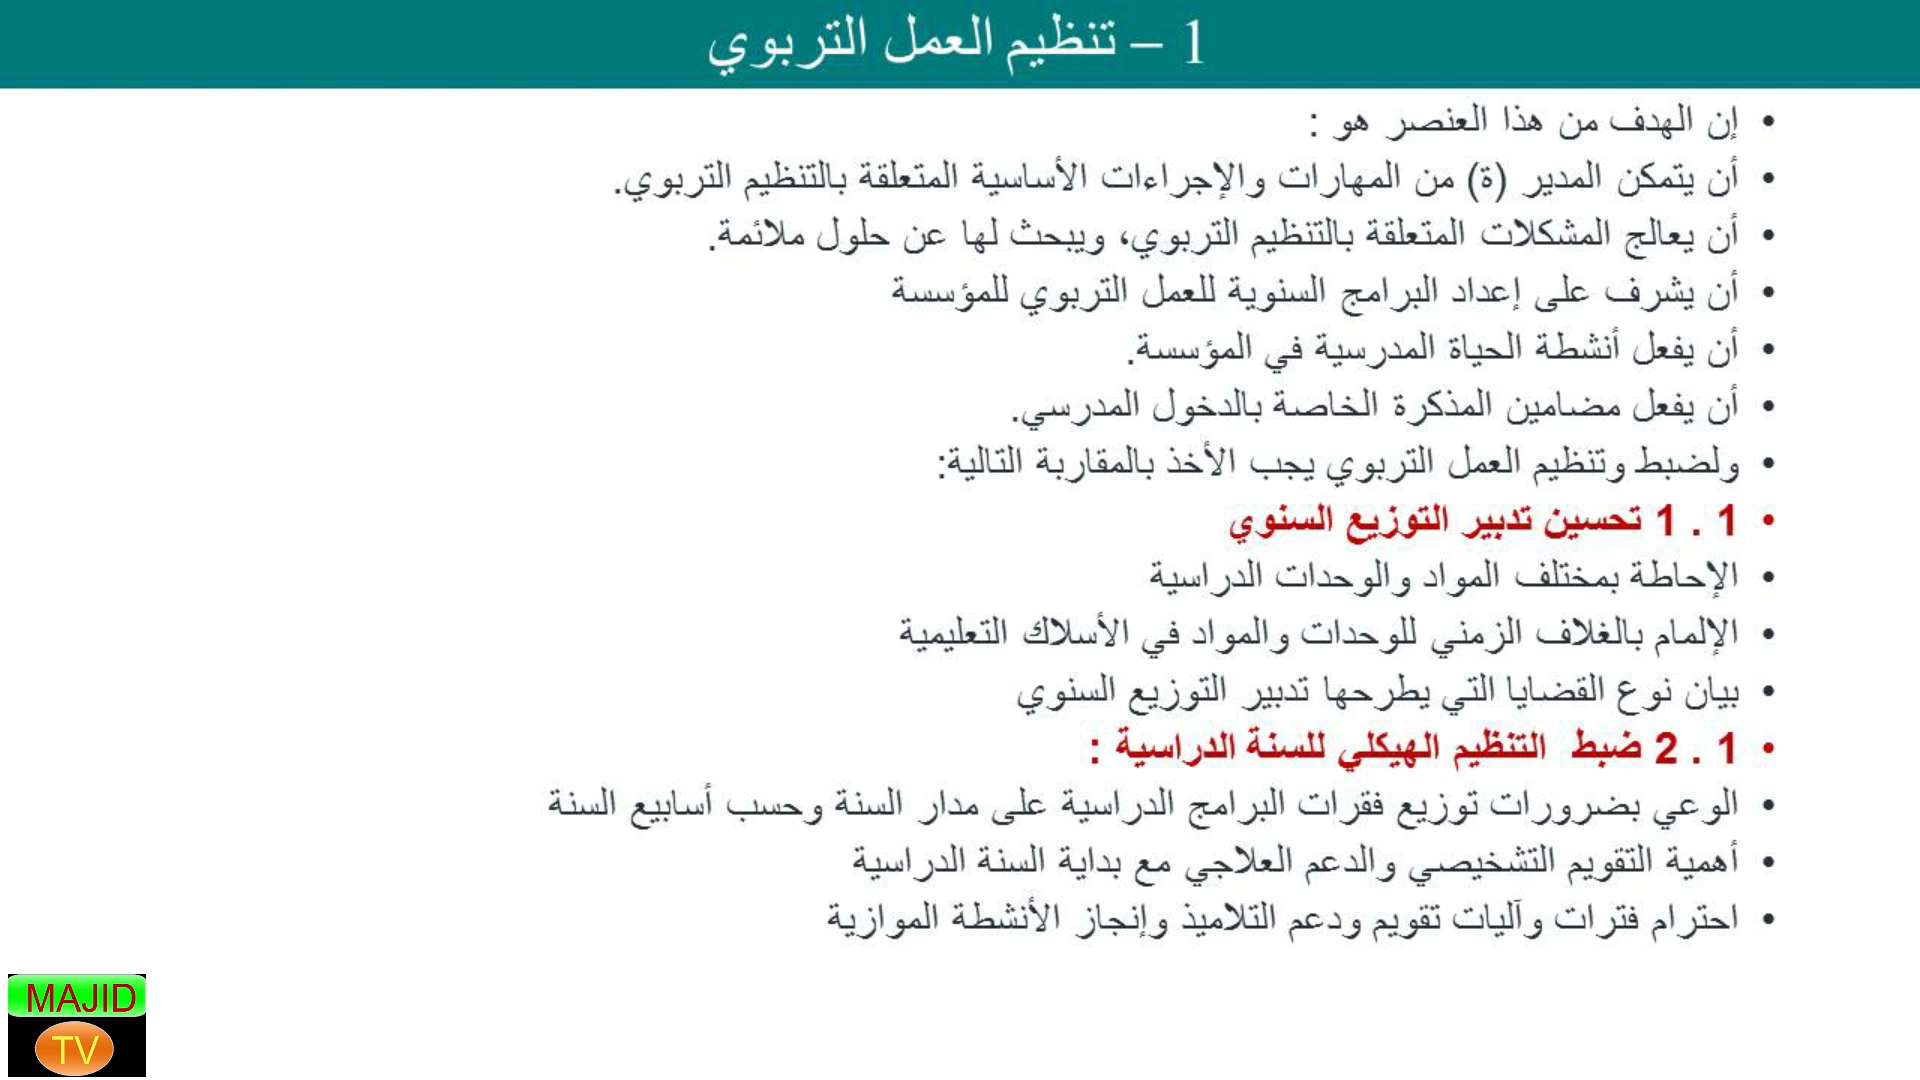 1 – تنظيم العمل التربوي
• إن الهدف من هذا العنصر هو :
• أن يتمكن المدير (ة) من المهارات والإجراءات الأساسية المتعلقة بالتنظيم التربوي.
• أن يعالج المشكلات المتعلقة بالتنظيم التربوي، ويبحث لها عن حلول ملائمة.
• أن يشرف على إعداد البرامج السنوية للعمل التربوي للمؤسسة
• أن يفعل أنشطة الحياة المدرسية في المؤسسة.
• أن يفعل مضامين المذكرة الخاصة بالدخول المدرسي.
• ولضبط وتنظيم العمل التربوي يجب الأخذ بالمقاربة التالية:
• 1 . 1 تحسين تدبير التوزيع السنوي
• الإحاطة بمختلف المواد والوحدات الدراسية
• الإلمام بالغلاف الزمني للوحدات والمواد في الأسلاك التعليمية
• بيان نوع القضايا التي يطرحها تدبير التوزيع السنوي
• 1 . 2 ضبط التنظيم الهيكلي للسنة الدراسية :
• الوعي بضرورات توزيع فقرات البرامج الدراسية على مدار السنة وحسب أسابيع السنة
• أهمية التقويم التشخيصي والدعم العلاجي مع بداية السنة الدراسية
• احترام فترات وآليات تقويم ودعم التلاميذ وإنجاز الأنشطة الموازية
MAJID
TV